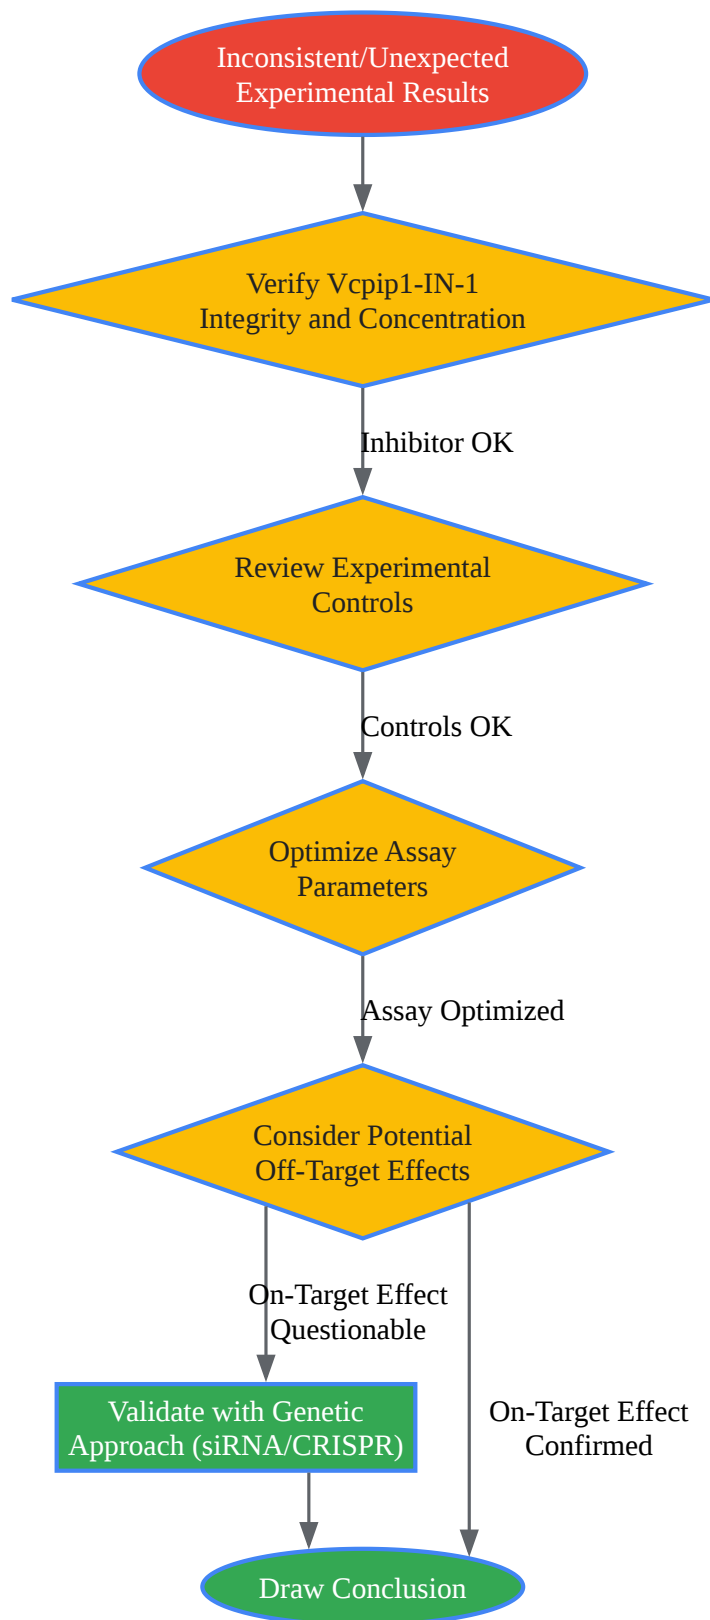 Inconsistent/Unexpected
Experimental Results
Verify Vcpip1-IN-1
Integrity and Concentration
Inhibitor OK
Review Experimental
Controls
Controls OK
Optimize Assay
Parameters
Assay Optimized
Consider Potential
Off-Target Effects
On-Target Effect
Questionable
Validate with Genetic
Approach (siRNA/CRISPR)
On-Target Effect
Confirmed
Draw Conclusion